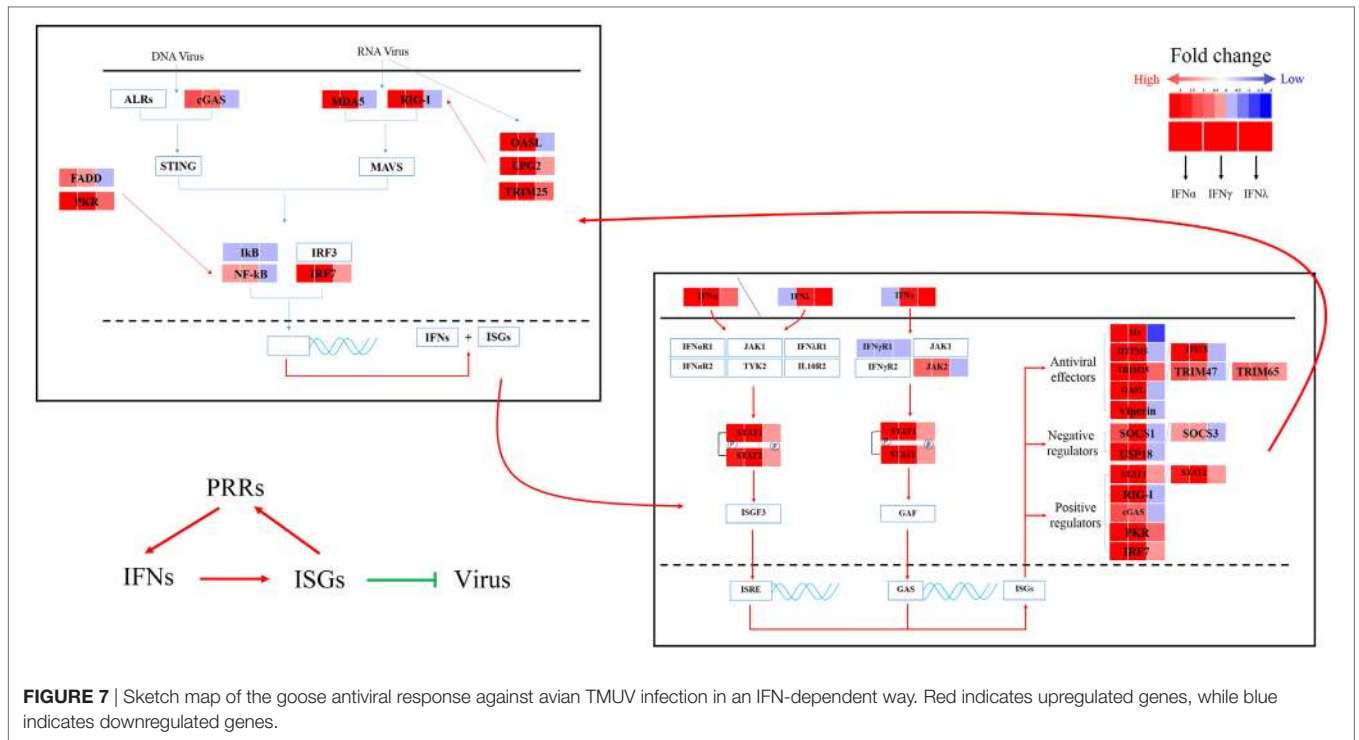 DNA Virus
RNA Virus
ALRs
cGAS
MDA5
RIG-I
OASL
LPG2
TRIM25
STING
MAVS
FADD
PKR
IkB
IRF3
NF-kB
IRF7
IFNs + ISGs
Fold change
High
Low
IFNα IFNγ IFNλ
IFNα
IFNλ
IFNγ
IFNαR1 JAK1 IFNλR1
IFNαR2 TYK2 IL10R2
IFNγR1 JAK1
IFNγR2 JAK2
STAT1
P
P
STAT2
P
P
ISGF3
GAF
ISRE
GAS
ISGs
Antiviral
effectors
Mx
TRIM25
TRIM47
TRIM65
OASL
Viperin
Negative
regulators
SOCS1
SOCS3
USP18
Positive
regulators
STAT1
STAT2
RIG-I
cGAS
PKR
IRF7
PRRs
IFNs
ISGs
Virus
FIGURE 7 | Sketch map of the goose antiviral response against avian TMUV infection in an IFN-dependent way. Red indicates upregulated genes, while blue
indicates downregulated genes.